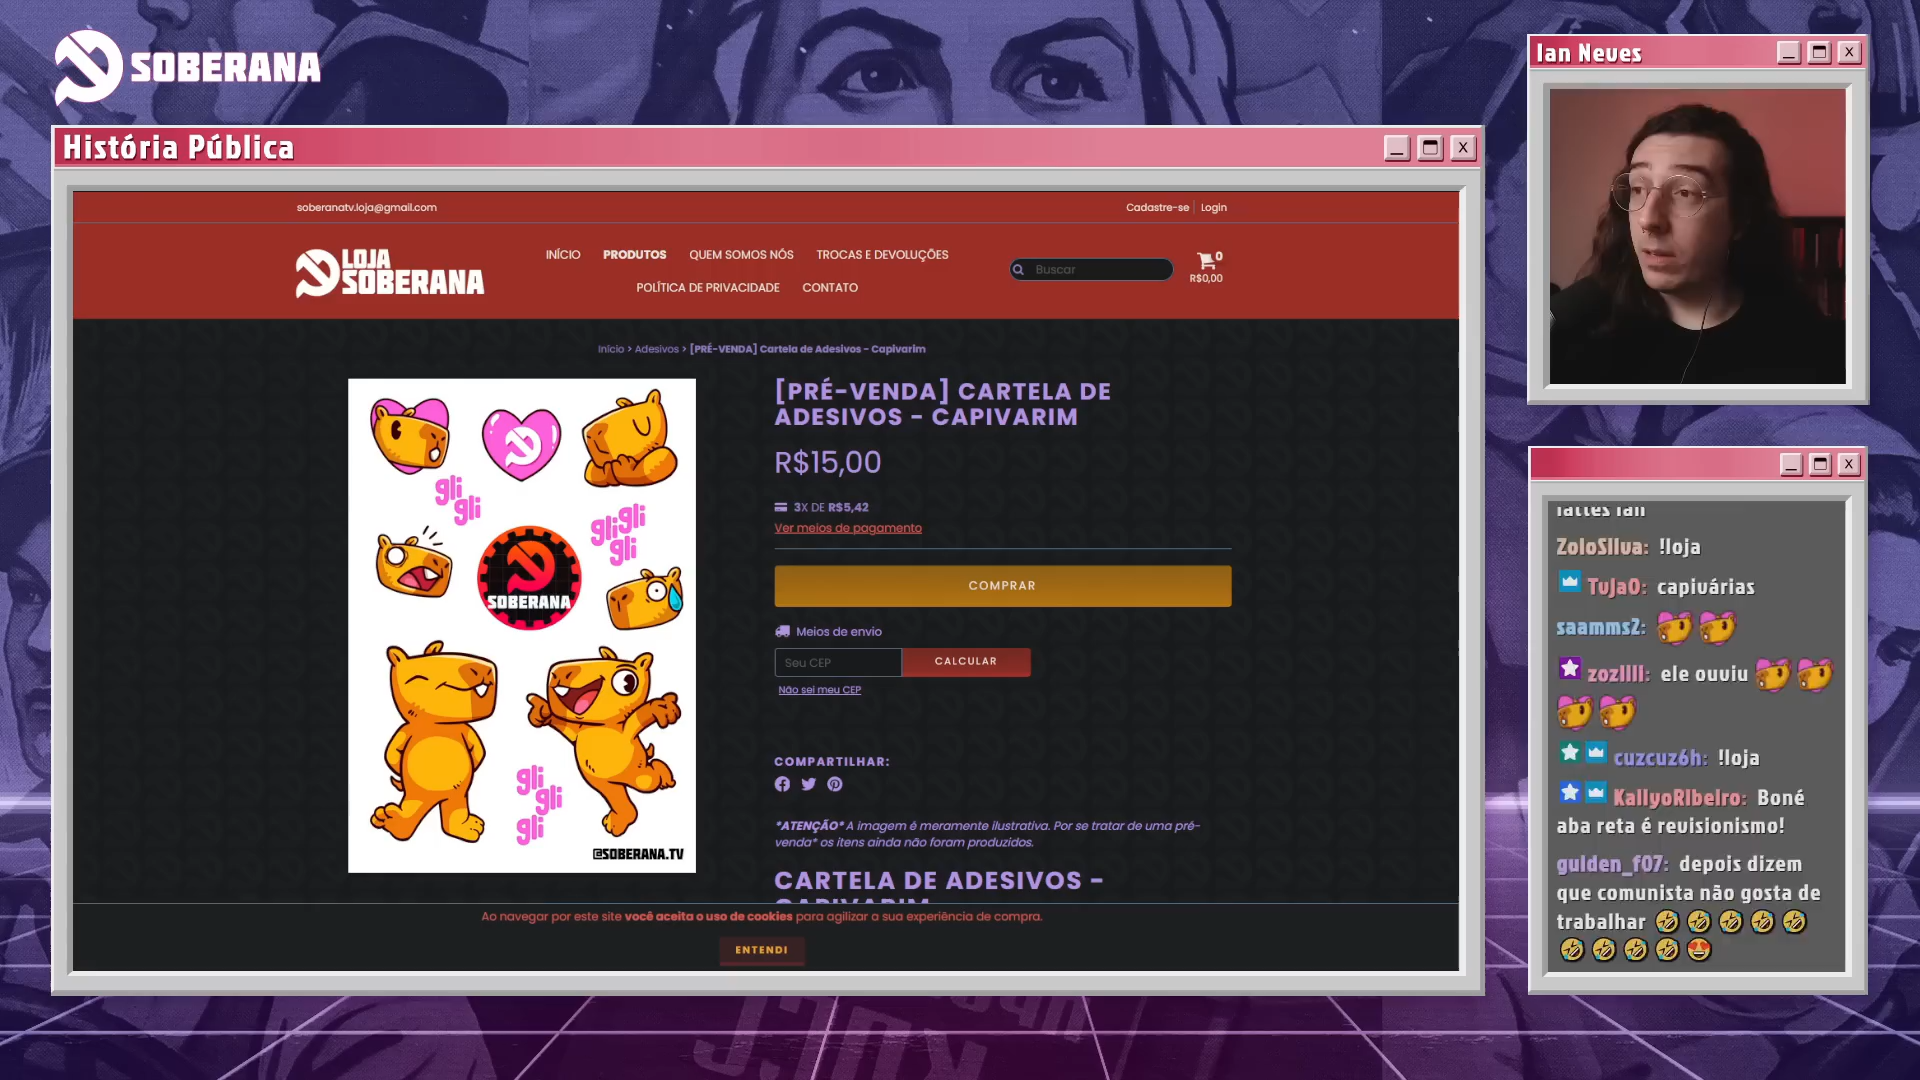 SOBERANA
História Pública
soberanatv.loja@gmail.com
Cadastre-se
Login
LOJA
SOBERANA
INÍCIO
PRODUTOS
QUEM SOMOS NÓS
TROCAS E DEVOLUÇÕES
POLÍTICA DE PRIVACIDADE
CONTATO
Buscar
0
R$0,00
Início > Adesivos > [PRÉ-VENDA] Cartela de Adesivos - Capivarim
gli
gli
gli
gli
gli
SOBERANA
gli
gli
gli
@SOBERANA.TV
[PRÉ-VENDA] CARTELA DE
ADESIVOS - CAPIVARIM
R$15,00
3X DE R$5,42
Ver meios de pagamento
COMPRAR
Meios de envio
Seu CEP
CALCULAR
Não sei meu CEP
COMPARTILHAR:
*ATENÇÃO* A imagem é meramente ilustrativa. Por se tratar de uma pré-
venda* os itens ainda não foram produzidos.
CARTELA DE ADESIVOS -
CAPIVARIM
Ao navegar por este site você aceita o uso de cookies para agilizar a sua experiência de compra.
ENTENDI
Ian Neves
ZoloSIlva: !loja
TvJaO: capivárias
saamms2:
zozIIII: ele ouviu
cuzcuz6h: !loja
KallyoRIbeIro: Boné
aba reta é revisionismo!
guIden_f07: depois dizem
que comunista não gosta de
trabalhar